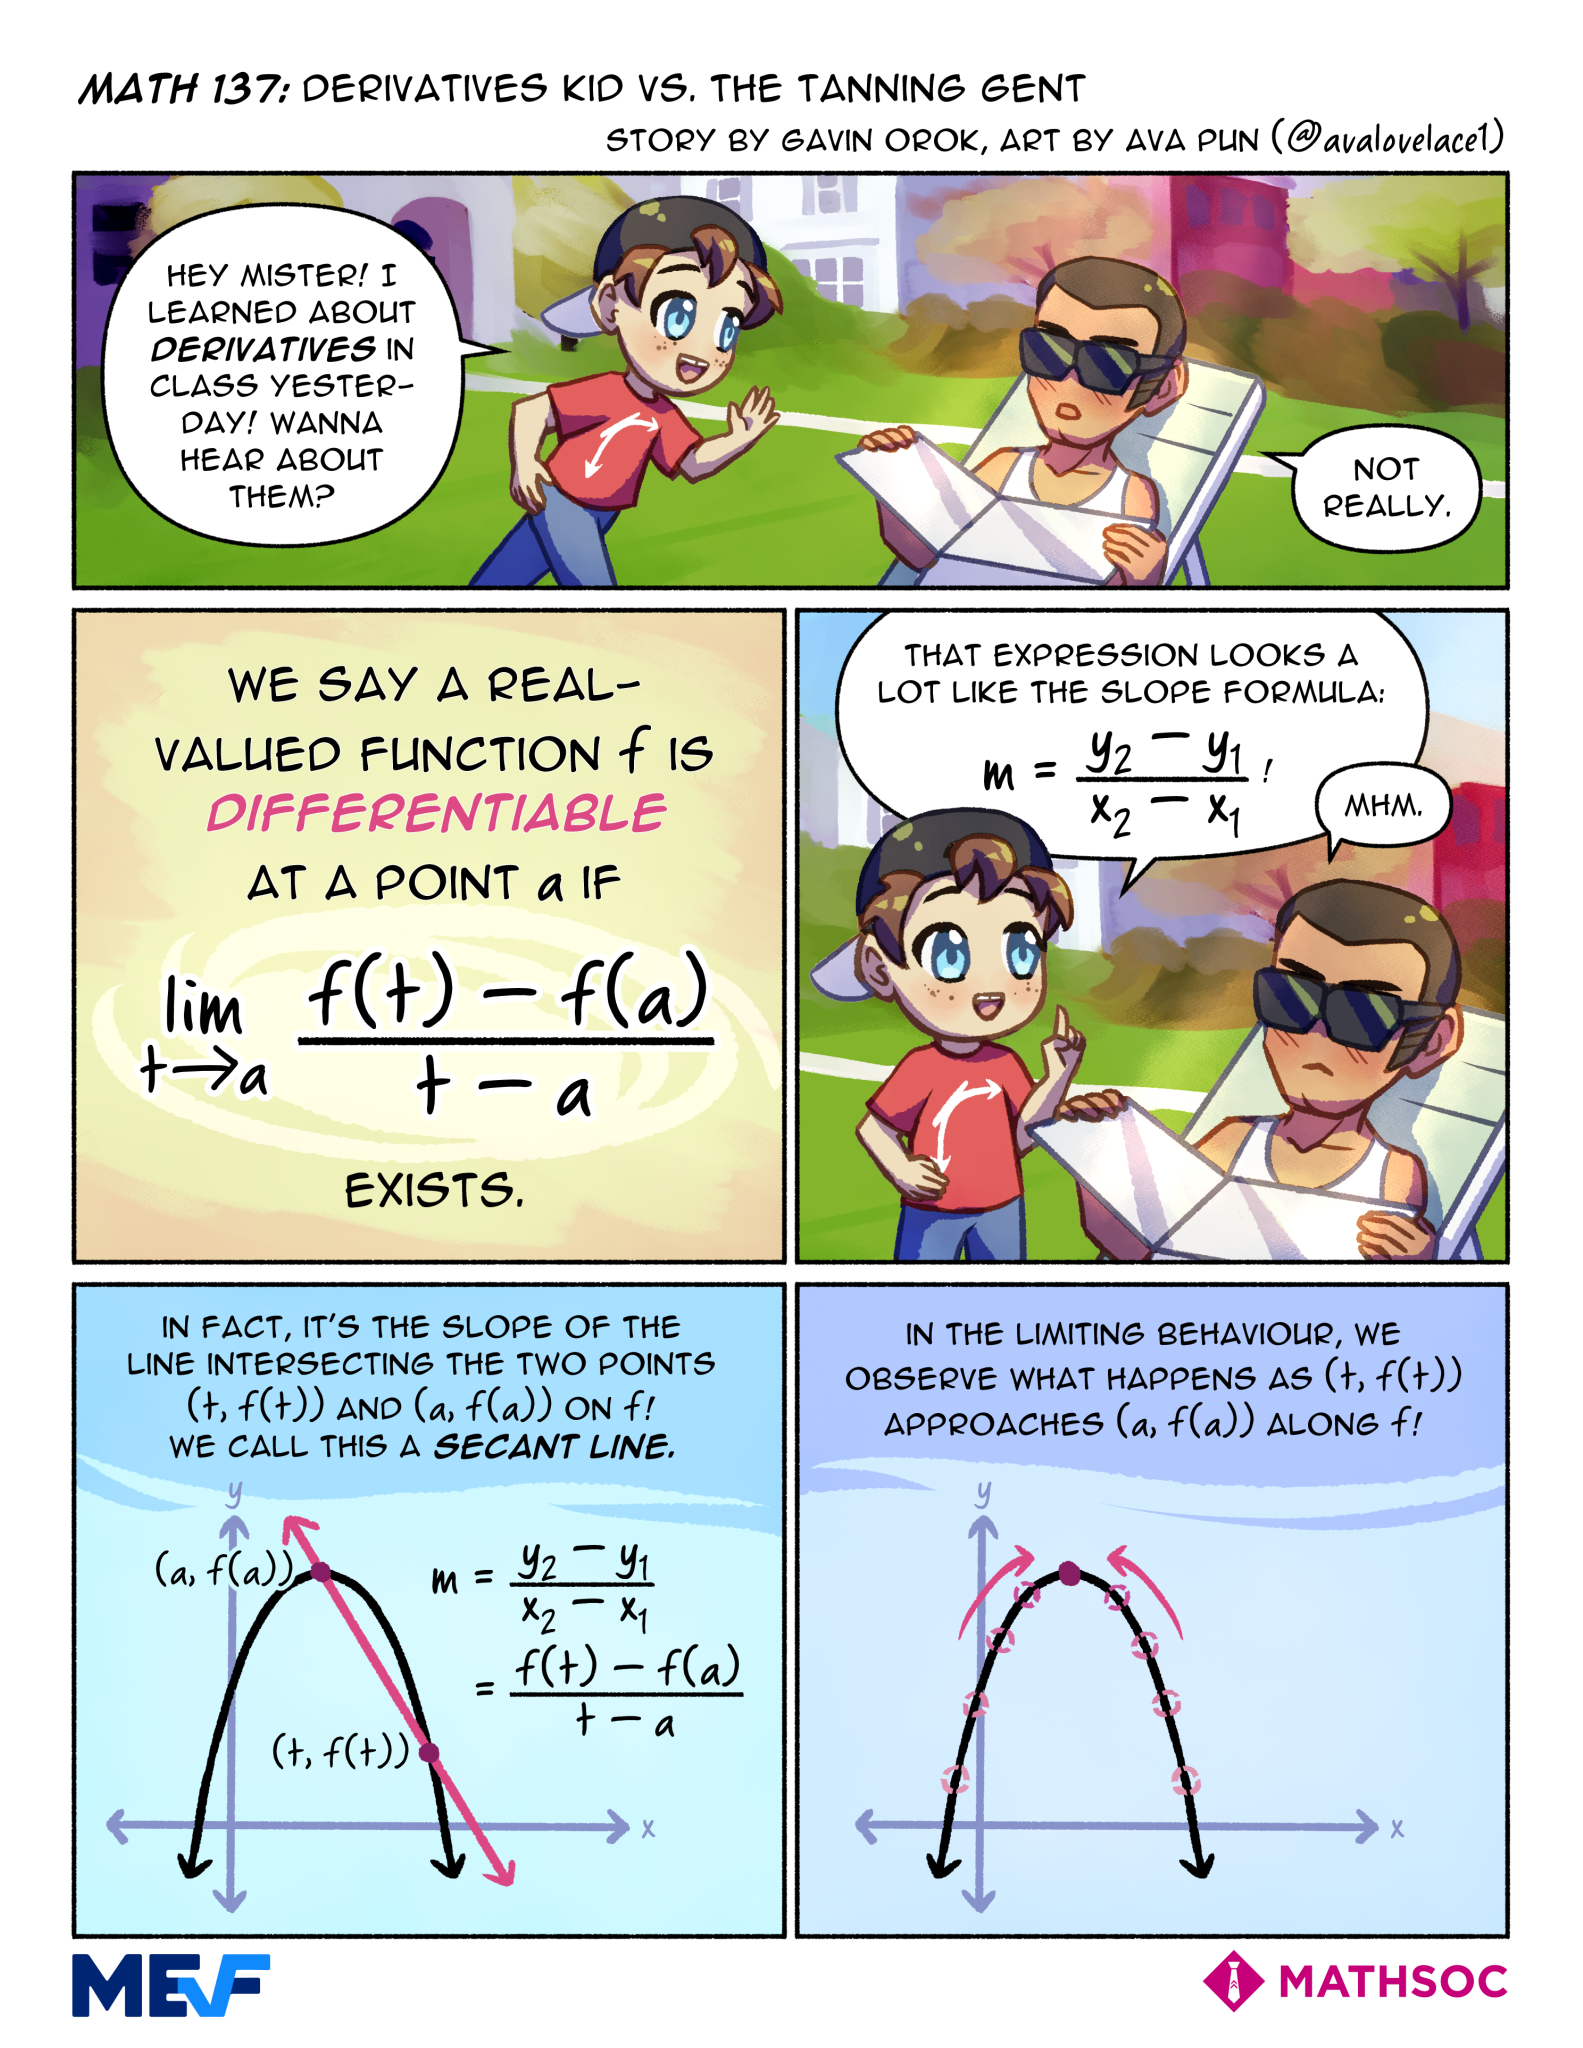 MATH 137: DERIVATIVES KID VS. THE TANNING GENT
STORY BY GAVIN OROK, ART BY AVA PUN (@avalovelace1)
HEY MISTER! I
LEARNED ABOUT
DERIVATIVES IN
CLASS YESTER-
DAY! WANNA
HEAR ABOUT
THEM?
NOT
REALLY.
WE SAY A REAL-
VALUED FUNCTION f IS
DIFFERENTIABLE
AT A POINT a IF
lim f(t) – f(a)
t→a t – a
EXISTS.
THAT EXPRESSION LOOKS A
LOT LIKE THE SLOPE FORMULA:
m = y₂ – y₁ !
x₂ – x₁
MHM.
IN FACT, IT'S THE SLOPE OF THE
LINE INTERSECTING THE TWO POINTS
(t, f(t)) AND (a, f(a)) ON f!
WE CALL THIS A SECANT LINE.
y
(a, f(a))
m = y₂ – y₁
x₂ – x₁
= f(t) – f(a)
t – a
(t, f(t))
x
IN THE LIMITING BEHAVIOUR, WE
OBSERVE WHAT HAPPENS AS (t, f(t))
APPROACHES (a, f(a)) ALONG f!
y
x
MEF
MATHSOC